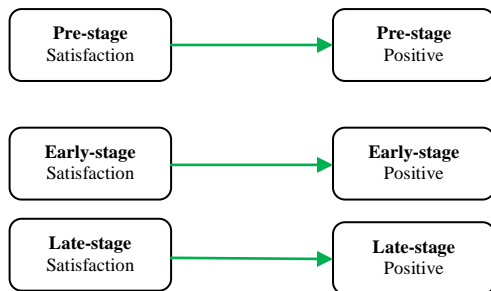 Pre-stage
Satisfaction
Pre-stage
Positive
Early-stage
Satisfaction
Early-stage
Positive
Late-stage
Satisfaction
Late-stage
Positive